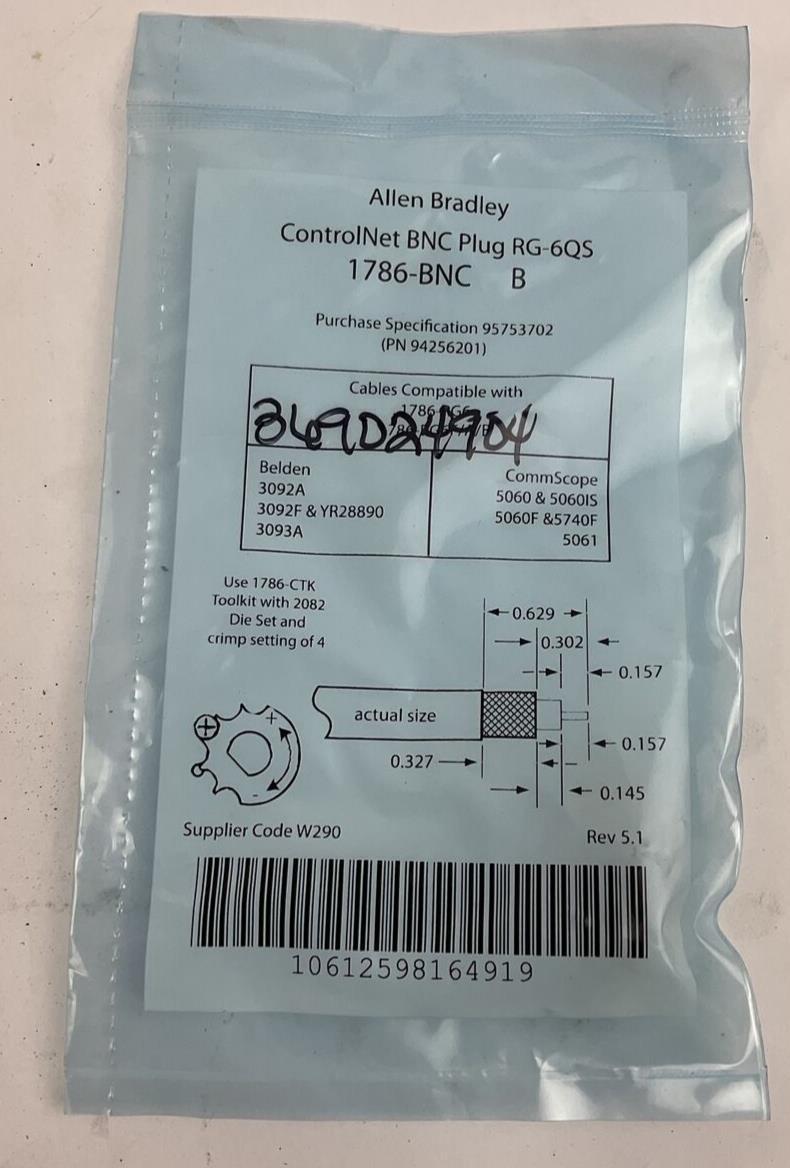 Allen Bradley
ControlNet BNC Plug RG-6QS
1786-BNC B
Purchase Specification 95753702
(PN 94256201)
Cables Compatible with
369D24904
Belden
3092A
3092F & YR28890
3093A
CommScope
5060 & 5060IS
5060F &5740F
5061
Use 1786-CTK
Toolkit with 2082
Die Set and
crimp setting of 4
0.629
0.302
0.157
actual size
0.157
0.327
0.145
+
-
Supplier Code W290
Rev 5.1
10612598164919